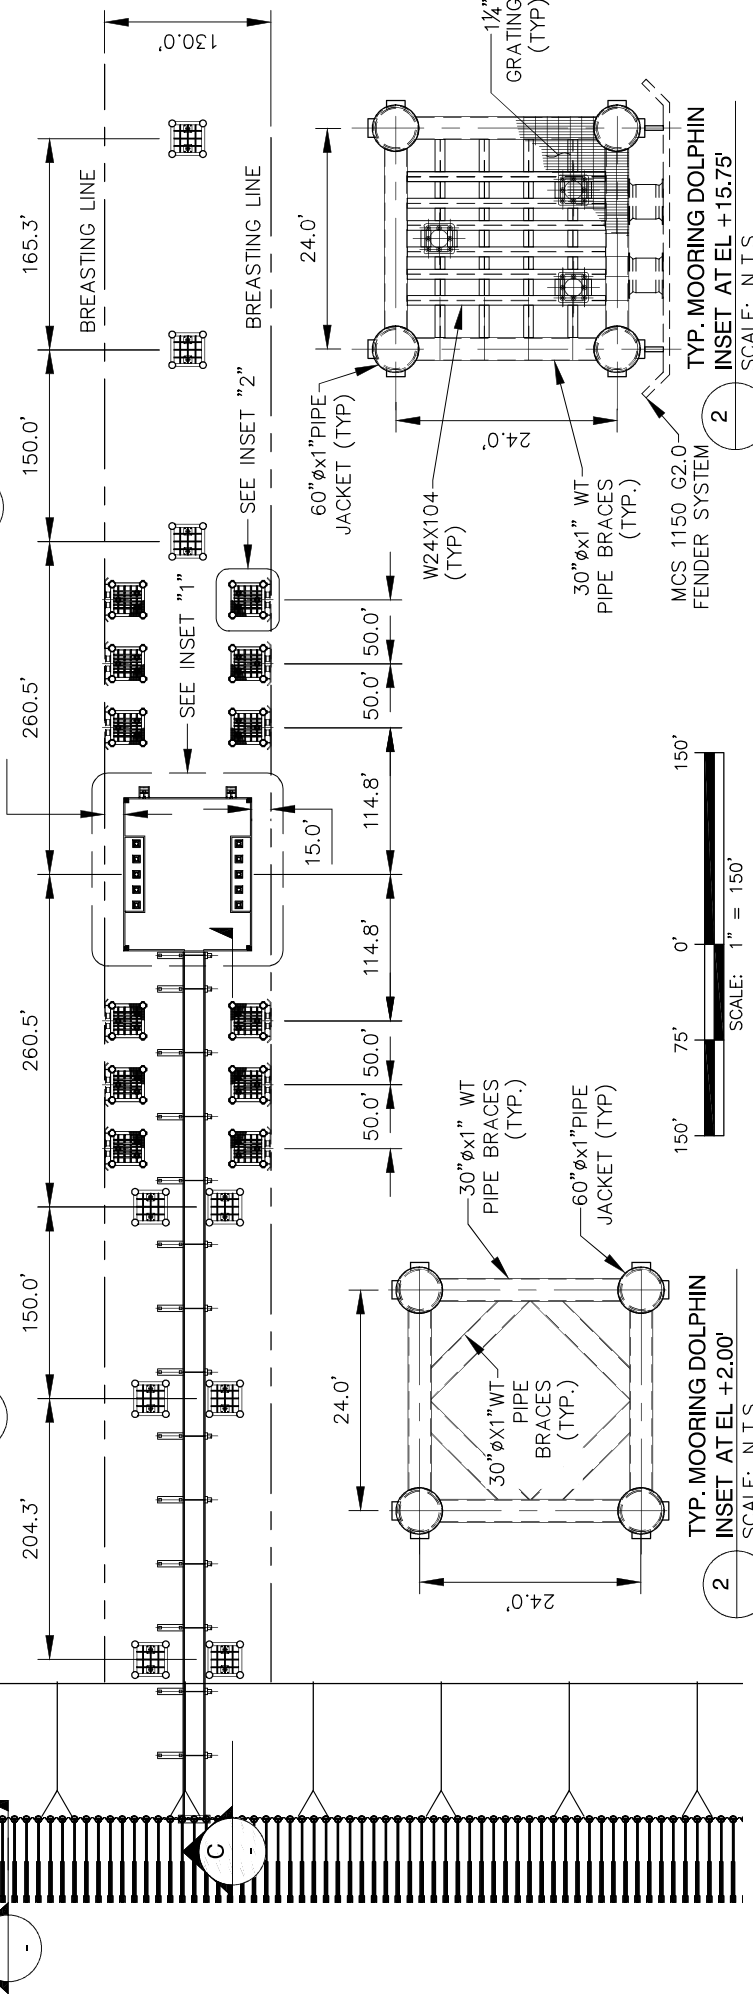 204.3'
150.0'
260.5'
260.5'
150.0'
165.3'
130.0'
BREASTING LINE
BREASTING LINE
SEE INSET "1"
SEE INSET "2"
15.0'
50.0'
50.0'
114.8'
114.8'
50.0'
50.0'
C
-
-
24.0'
24.0'
30"øX1"WT
PIPE
BRACES
(TYP.)
30"øx1" WT
PIPE BRACES
(TYP.)
60"øx1"PIPE
JACKET (TYP)
2
TYP. MOORING DOLPHIN
INSET AT EL +2.00'
SCALE: N.T.S.
150'
75'
0'
150'
SCALE: 1" = 150'
24.0'
24.0'
60"øx1"PIPE
JACKET (TYP)
W24X104
(TYP)
30"øx1" WT
PIPE BRACES
(TYP.)
MCS 1150 G2.0
FENDER SYSTEM
1¼"
GRATING
(TYP)
2
TYP. MOORING DOLPHIN
INSET AT EL +15.75'
SCALE: N.T.S.